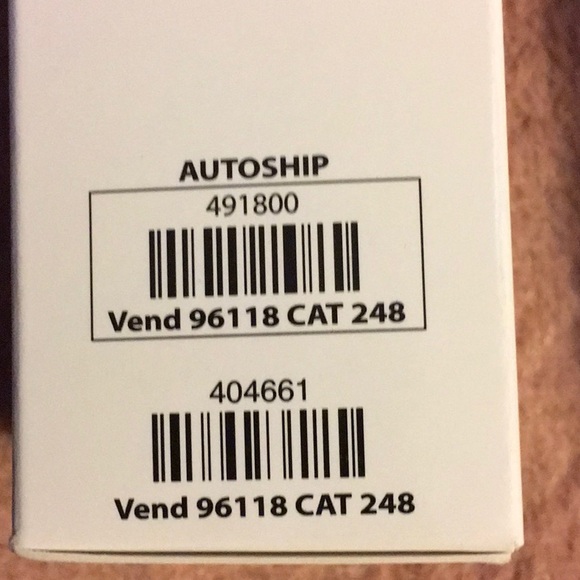 AUTOSHIP
491800
Vend 96118 CAT 248
404661
Vend 96118 CAT 248